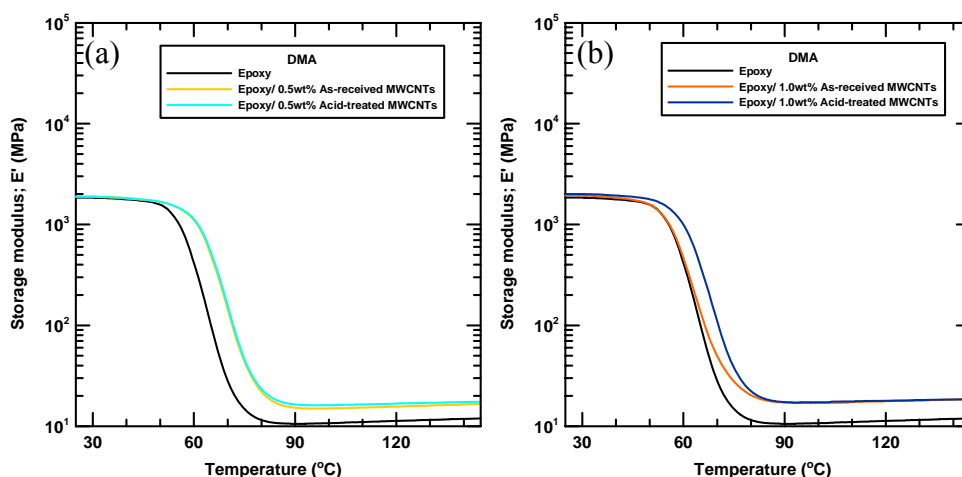 (a)
DMA
Epoxy
Epoxy/ 0.5wt% As-received MWCNTs
Epoxy/ 0.5wt% Acid-treated MWCNTs
Storage modulus; E' (MPa)
10⁵
10⁴
10³
10²
10¹
30 60 90 120
Temperature (ºC)
(b)
DMA
Epoxy
Epoxy/ 1.0wt% As-received MWCNTs
Epoxy/ 1.0wt% Acid-treated MWCNTs
Storage modulus; E' (MPa)
10⁵
10⁴
10³
10²
10¹
30 60 90 120
Temperature (ºC)